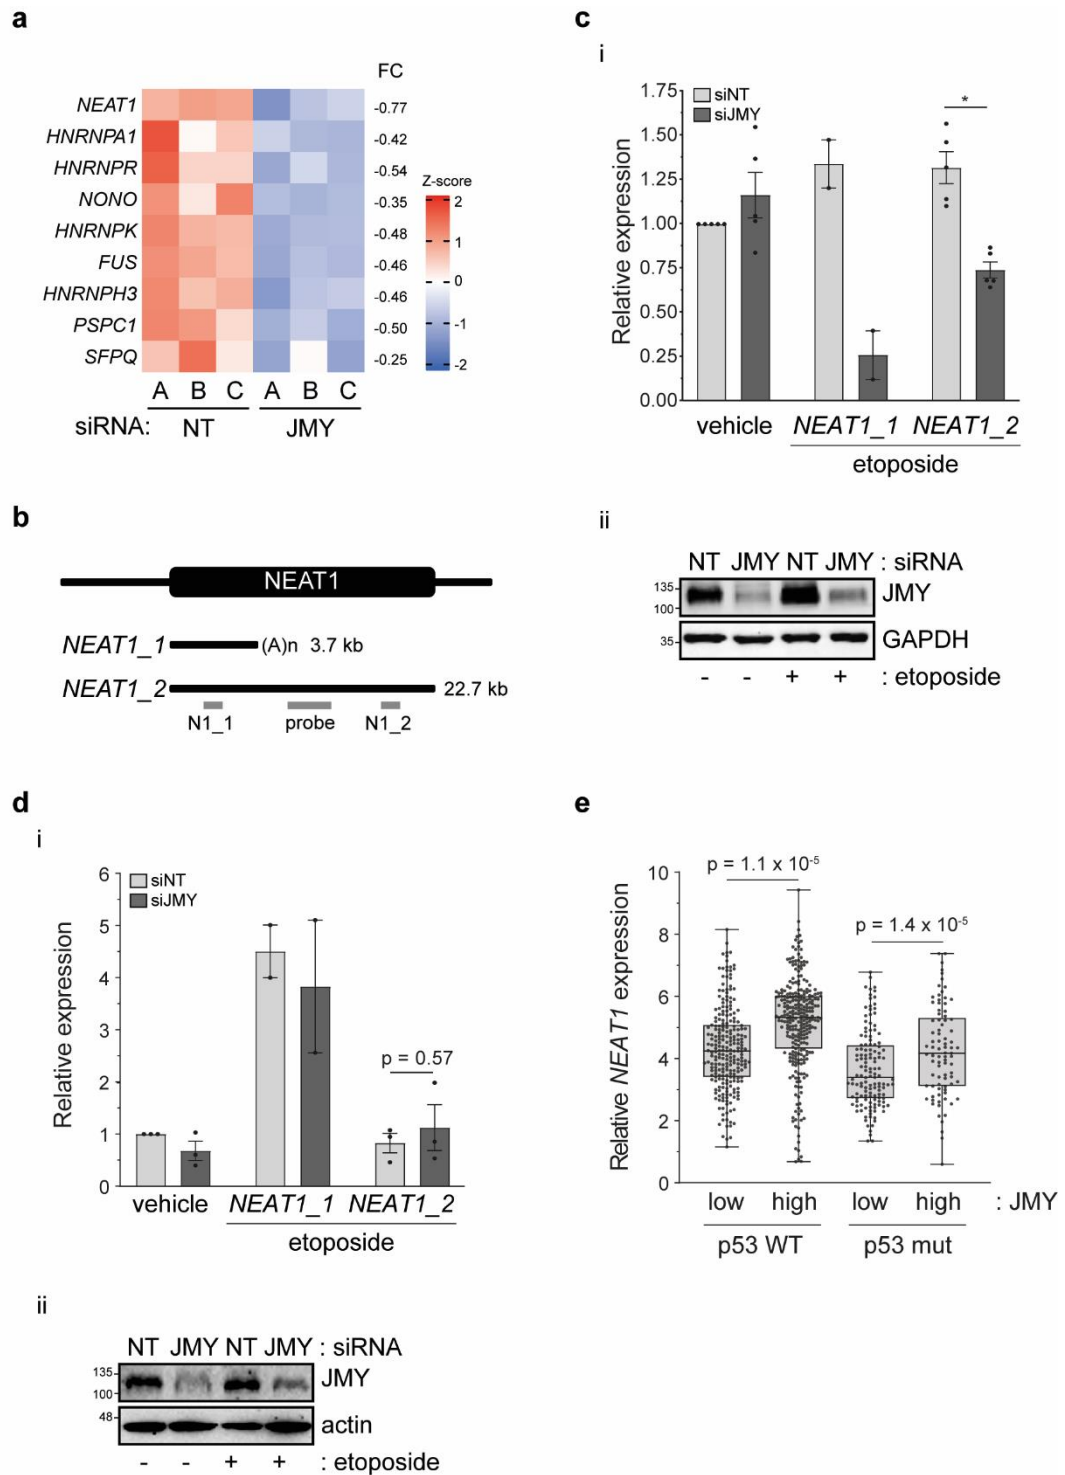 a
FC
NEAT1 -0.77
HNRNPA1 -0.42
HNRNPR -0.54
NONO -0.35
HNRNPK -0.48
FUS -0.46
HNRNPH3 -0.46
PSPC1 -0.50
SFPQ -0.25
Z-score
2
1
0
-1
-2
A B C A B C
siRNA: NT JMY
b
NEAT1
NEAT1_1 (A)n 3.7 kb
NEAT1_2 22.7 kb
N1_1 probe N1_2
c
i
siNT
siJMY
*
Relative expression
1.75
1.50
1.25
1.00
0.75
0.50
0.25
0.00
vehicle NEAT1_1 NEAT1_2
etoposide
ii
NT JMY NT JMY : siRNA
135
100
JMY
35
GAPDH
- - + + : etoposide
d
i
siNT
siJMY
Relative expression
6
5
4
3
2
1
0
p = 0.57
vehicle NEAT1_1 NEAT1_2
etoposide
ii
NT JMY NT JMY : siRNA
135
100
JMY
48
actin
- - + + : etoposide
e
Relative NEAT1 expression
10
8
6
4
2
0
p = 1.1 x 10-5
p = 1.4 x 10-5
low high low high : JMY
p53 WT p53 mut